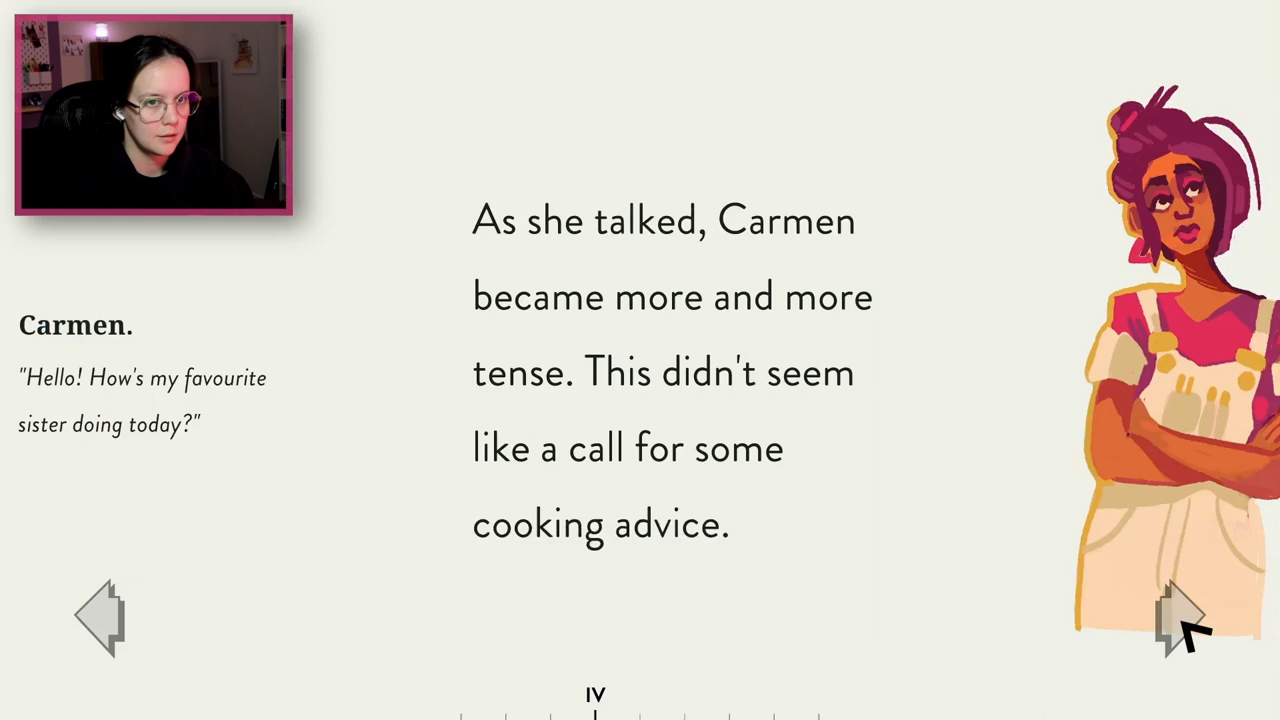 Carmen.
"Hello! How's my favourite
sister doing today?"
As she talked, Carmen
became more and more
tense. This didn't seem
like a call for some
cooking advice.
IV